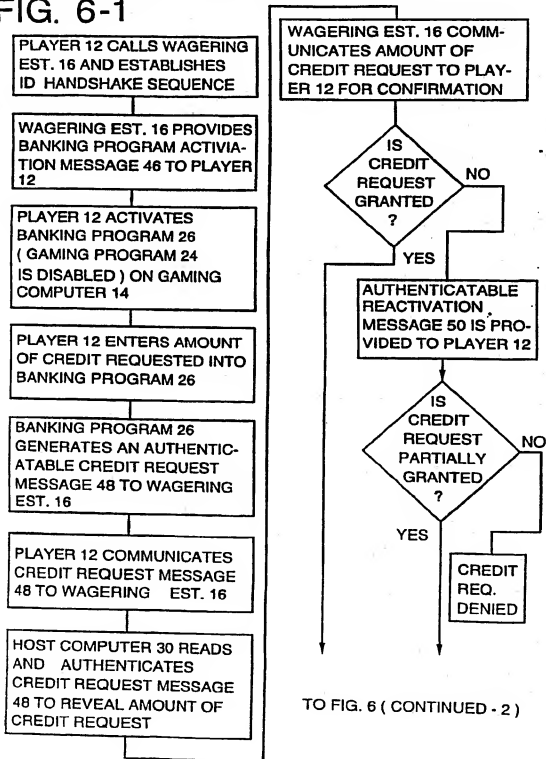 FIG. 6-1
PLAYER 12 CALLS WAGERING
EST. 16 AND ESTABLISHES
ID HANDSHAKE SEQUENCE
WAGERING EST. 16 PROVIDES
BANKING PROGRAM ACTIVIA-
TION MESSAGE 46 TO PLAYER
12
PLAYER 12 ACTIVATES
BANKING PROGRAM 26
( GAMING PROGRAM 24
IS DISABLED ) ON GAMING
COMPUTER 14
PLAYER 12 ENTERS AMOUNT
OF CREDIT REQUESTED INTO
BANKING PROGRAM 26
BANKING PROGRAM 26
GENERATES AN AUTHENTIC-
ATABLE CREDIT REQUEST
MESSAGE 48 TO WAGERING
EST. 16
PLAYER 12 COMMUNICATES
CREDIT REQUEST MESSAGE
48 TO WAGERING EST. 16
HOST COMPUTER 30 READS
AND AUTHENTICATES
CREDIT REQUEST MESSAGE
48 TO REVEAL AMOUNT OF
CREDIT REQUEST
WAGERING EST. 16 COMM-
UNICATES AMOUNT OF
CREDIT REQUEST TO PLAY-
ER 12 FOR CONFIRMATION
IS
CREDIT
REQUEST
GRANTED
?
NO
YES
AUTHENTICATABLE
REACTIVATION
MESSAGE 50 IS PRO-
VIDED TO PLAYER 12
IS
CREDIT
REQUEST
PARTIALLY
GRANTED
?
NO
YES
CREDIT
REQ.
DENIED
TO FIG. 6 ( CONTINUED - 2 )